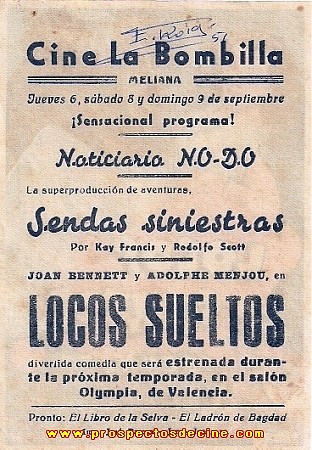 E. Roig
51
Cine La Bombilla
MELIANA
Jueves 6, sábado 8 y domingo 9 de septiembre
¡Sensacional programa!
Noticiario NO-DO
La superproducción de aventuras,
Sendas siniestras
Por Kay Francis y Rodolfo Scott
JOAN BENNETT y ADOLPHE MENJOU, en
LOCOS SUELTOS
divertida comedia que será estrenada duran-
te la próxima temporada, en el salón
Olympia, de Valencia.
Pronto: El Libro de la Selva - El Ladrón de Bagdad
www.prospectosdecine.com